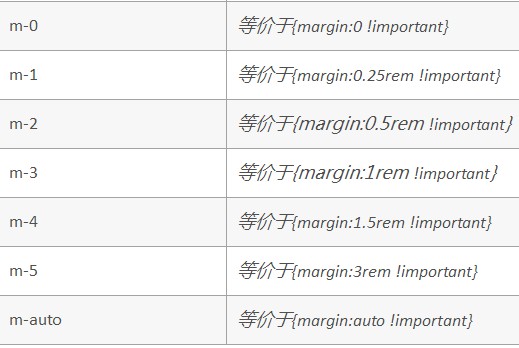 m-0 等价于{margin:0 !important}
m-1 等价于{margin:0.25rem !important}
m-2 等价于{margin:0.5rem !important}
m-3 等价于{margin:1rem !important}
m-4 等价于{margin:1.5rem !important}
m-5 等价于{margin:3rem !important}
m-auto 等价于{margin:auto !important}